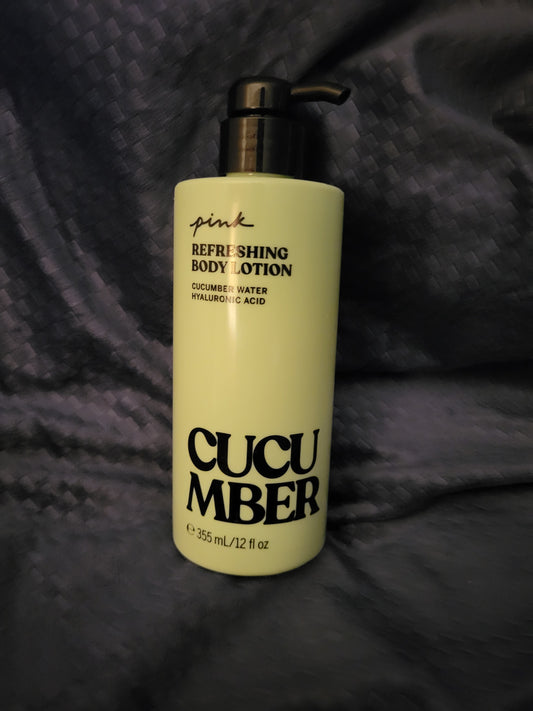 pink
REFRESHING
BODY LOTION
CUCUMBER WATER
HYALURONIC ACID
CUCU
MBER
℮ 355 mL/12 fl oz